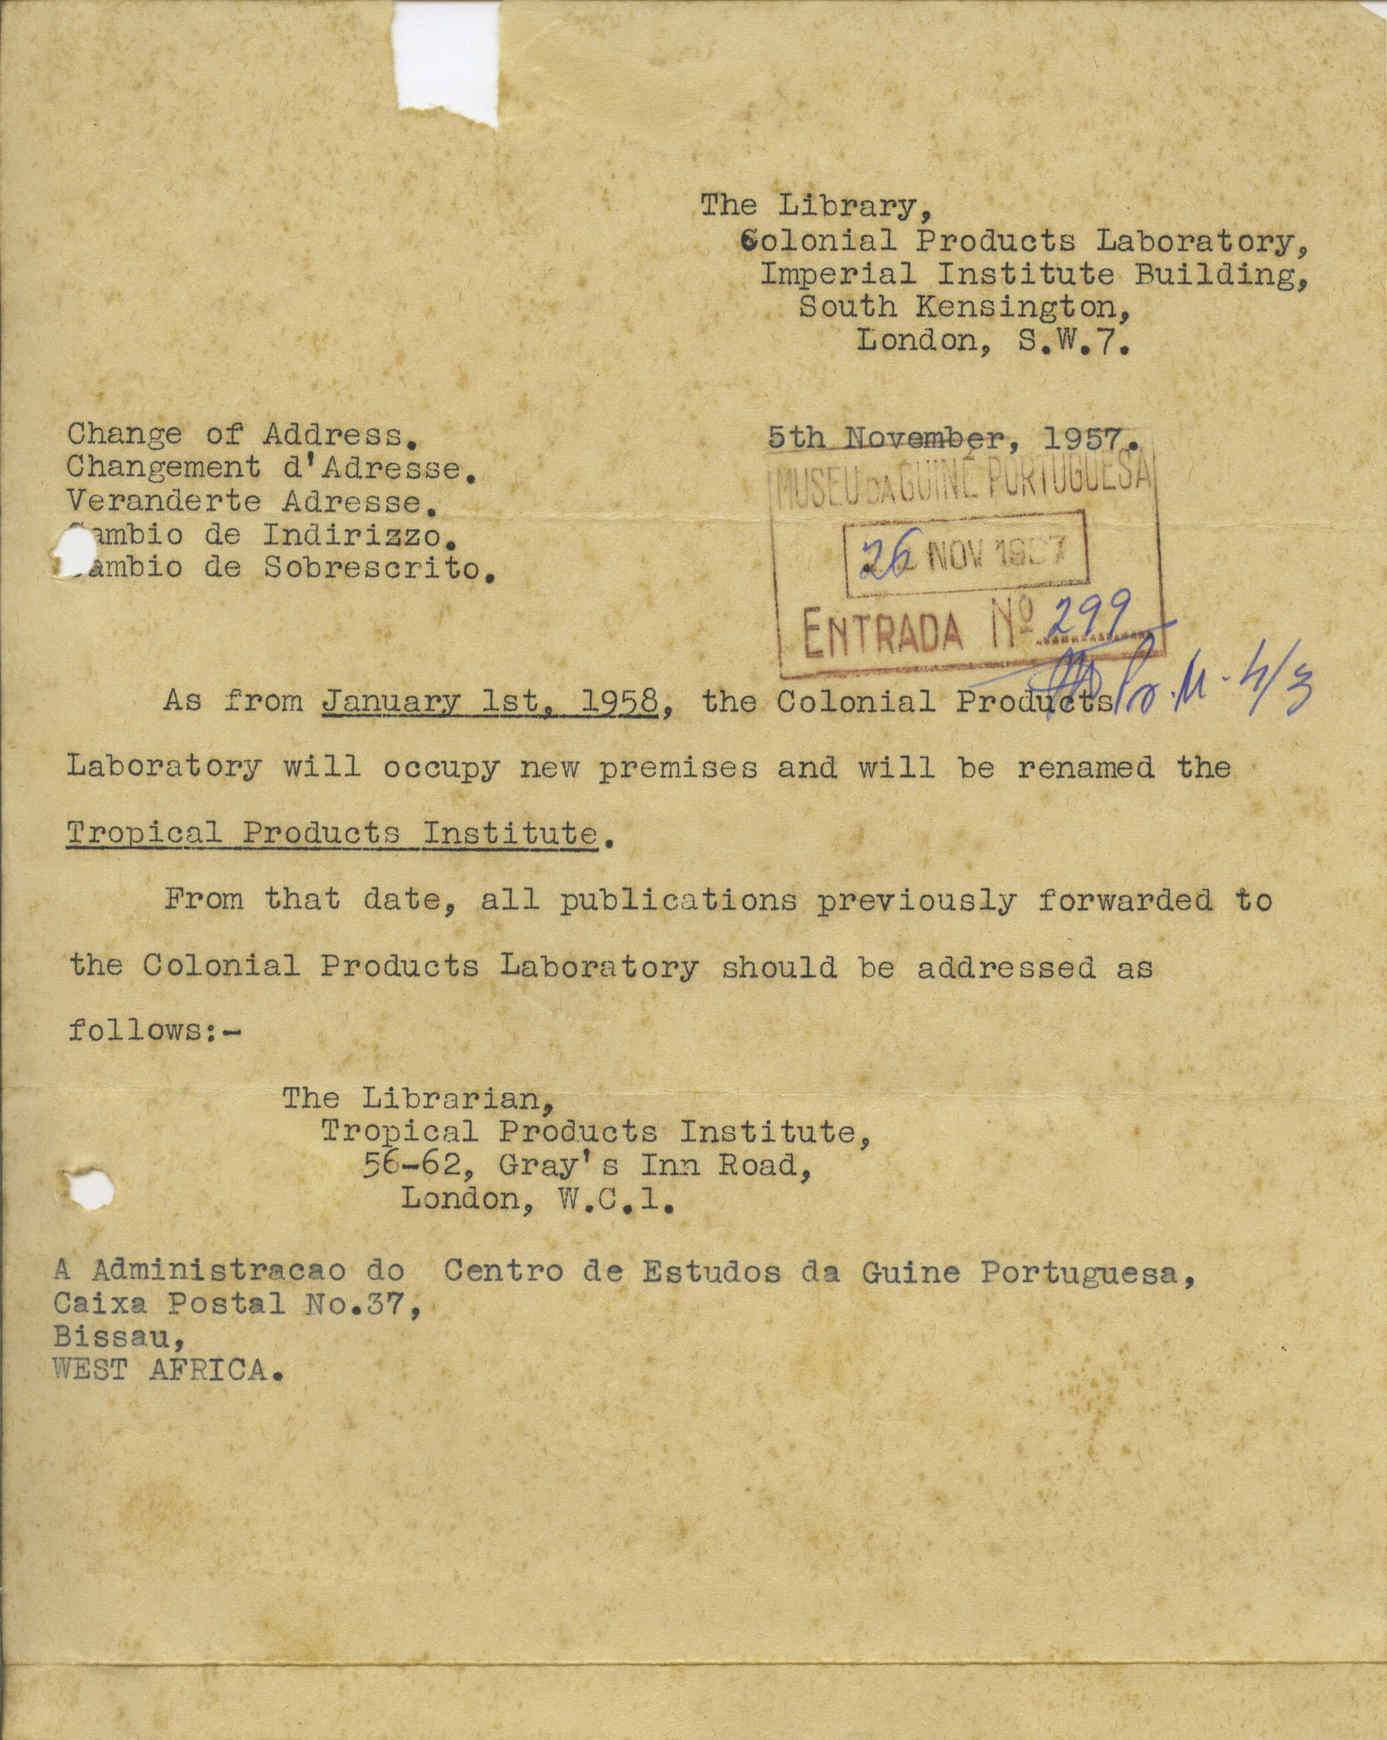 The Library,
Colonial Products Laboratory,
Imperial Institute Building,
South Kensington,
London, S.W.7.
Change of Address.
Changement d'Adresse.
Veranderte Adresse.
ambio de Indirizzo.
ambio de Sobrescrito.
5th November, 1957.
MUSEU DA GUINÉ PORTUGUESA
26 NOV 1957
ENTRADA Nº 299
As from January 1st, 1958, the Colonial Products
Laboratory will occupy new premises and will be renamed the
Tropical Products Institute.
From that date, all publications previously forwarded to
the Colonial Products Laboratory should be addressed as
follows:-
The Librarian,
Tropical Products Institute,
56-62, Gray's Inn Road,
London, W.C.1.
A Administracao do Centro de Estudos da Guine Portuguesa,
Caixa Postal No.37,
Bissau,
WEST AFRICA.